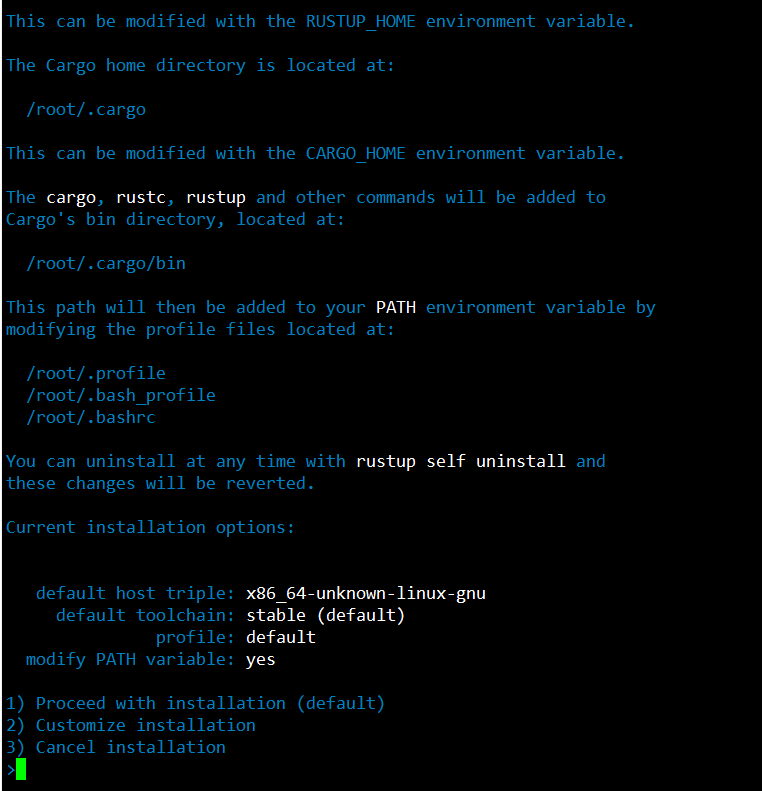 This can be modified with the RUSTUP_HOME environment variable.
The Cargo home directory is located at:
/root/.cargo
This can be modified with the CARGO_HOME environment variable.
The cargo, rustc, rustup and other commands will be added to
Cargo's bin directory, located at:
/root/.cargo/bin
This path will then be added to your PATH environment variable by
modifying the profile files located at:
/root/.profile
/root/.bash_profile
/root/.bashrc
You can uninstall at any time with rustup self uninstall and
these changes will be reverted.
Current installation options:
default host triple: x86_64-unknown-linux-gnu
default toolchain: stable (default)
profile: default
modify PATH variable: yes
1) Proceed with installation (default)
2) Customize installation
3) Cancel installation
>